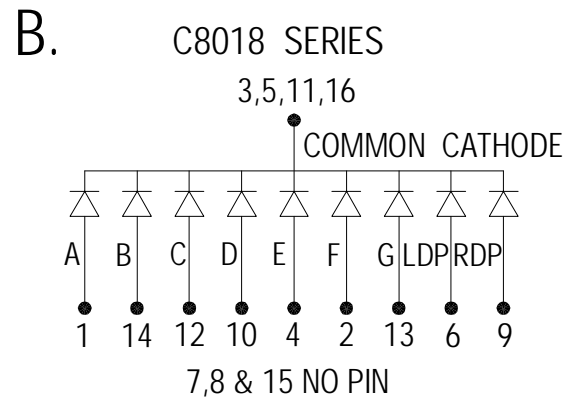 B.
C8018 SERIES
3,5,11,16
COMMON CATHODE
A B C D E F G LDP RDP
1 14 12 10 4 2 13 6 9
7,8 & 15 NO PIN